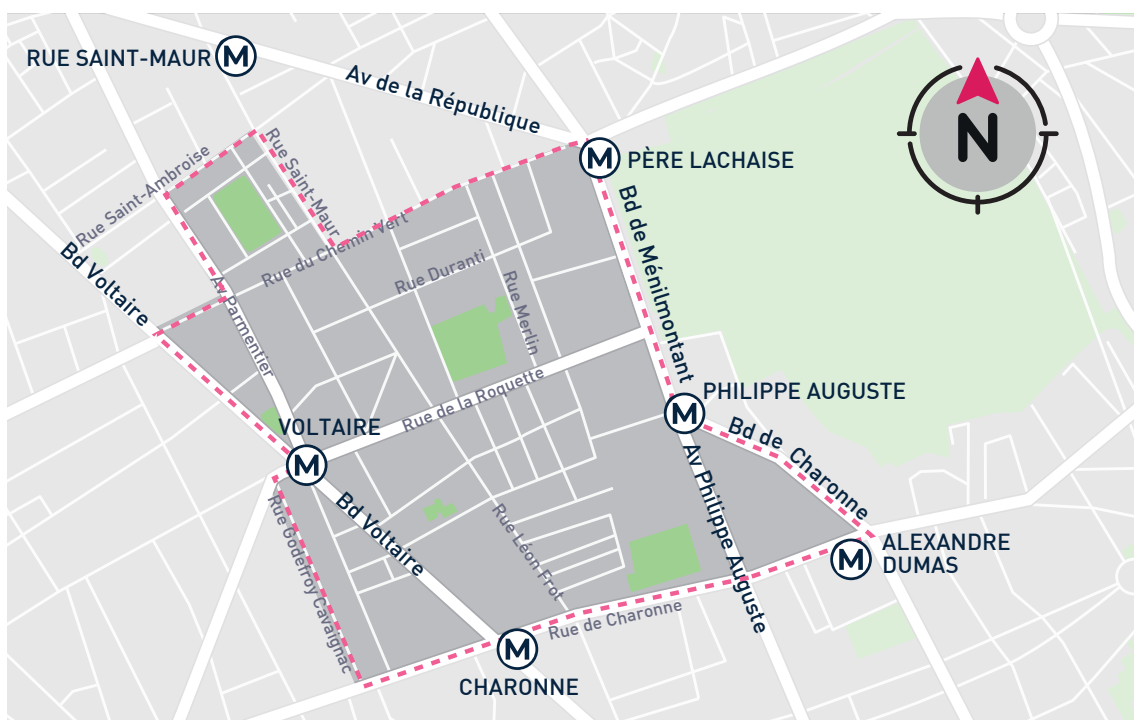 RUE SAINT-MAUR
M
Av de la République
N
M
PÈRE LACHAISE
Rue Saint-Ambroise
Rue Saint-Maur
Bd de Ménilmontant
Rue du Chemin Vert
Bd Voltaire
Rue Duranti
Rue Merlin
Av Parmentier
Rue de la Roquette
PHILIPPE AUGUSTE
M
Bd de Charonne
VOLTAIRE
M
Av Philippe Auguste
Bd Voltaire
Rue Godefroy Cavaignac
Rue Léon Frot
ALEXANDRE
DUMAS
M
Rue de Charonne
M
CHARONNE